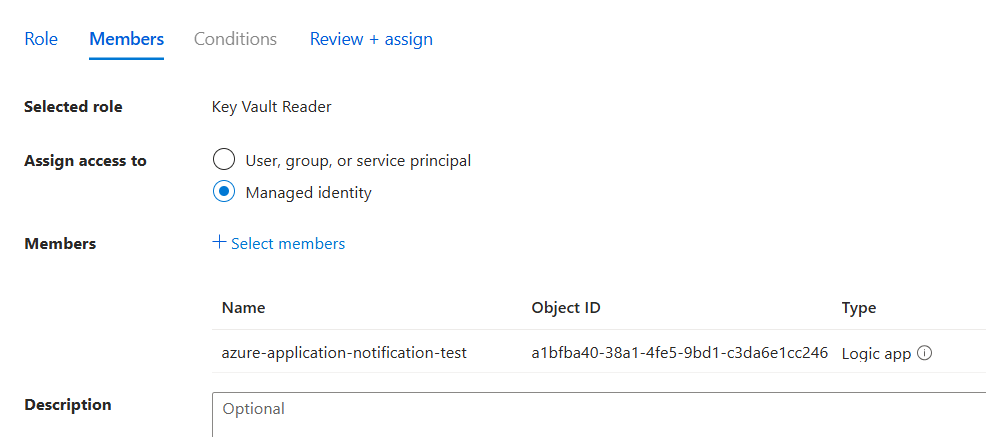 Role Members Conditions Review + assign
Selected role Key Vault Reader
Assign access to User, group, or service principal
Managed identity
Members + Select members
Name Object ID Type
azure-application-notification-test a1bfba40-38a1-4fe5-9bd1-c3da6e1cc246 Logic app
Description Optional